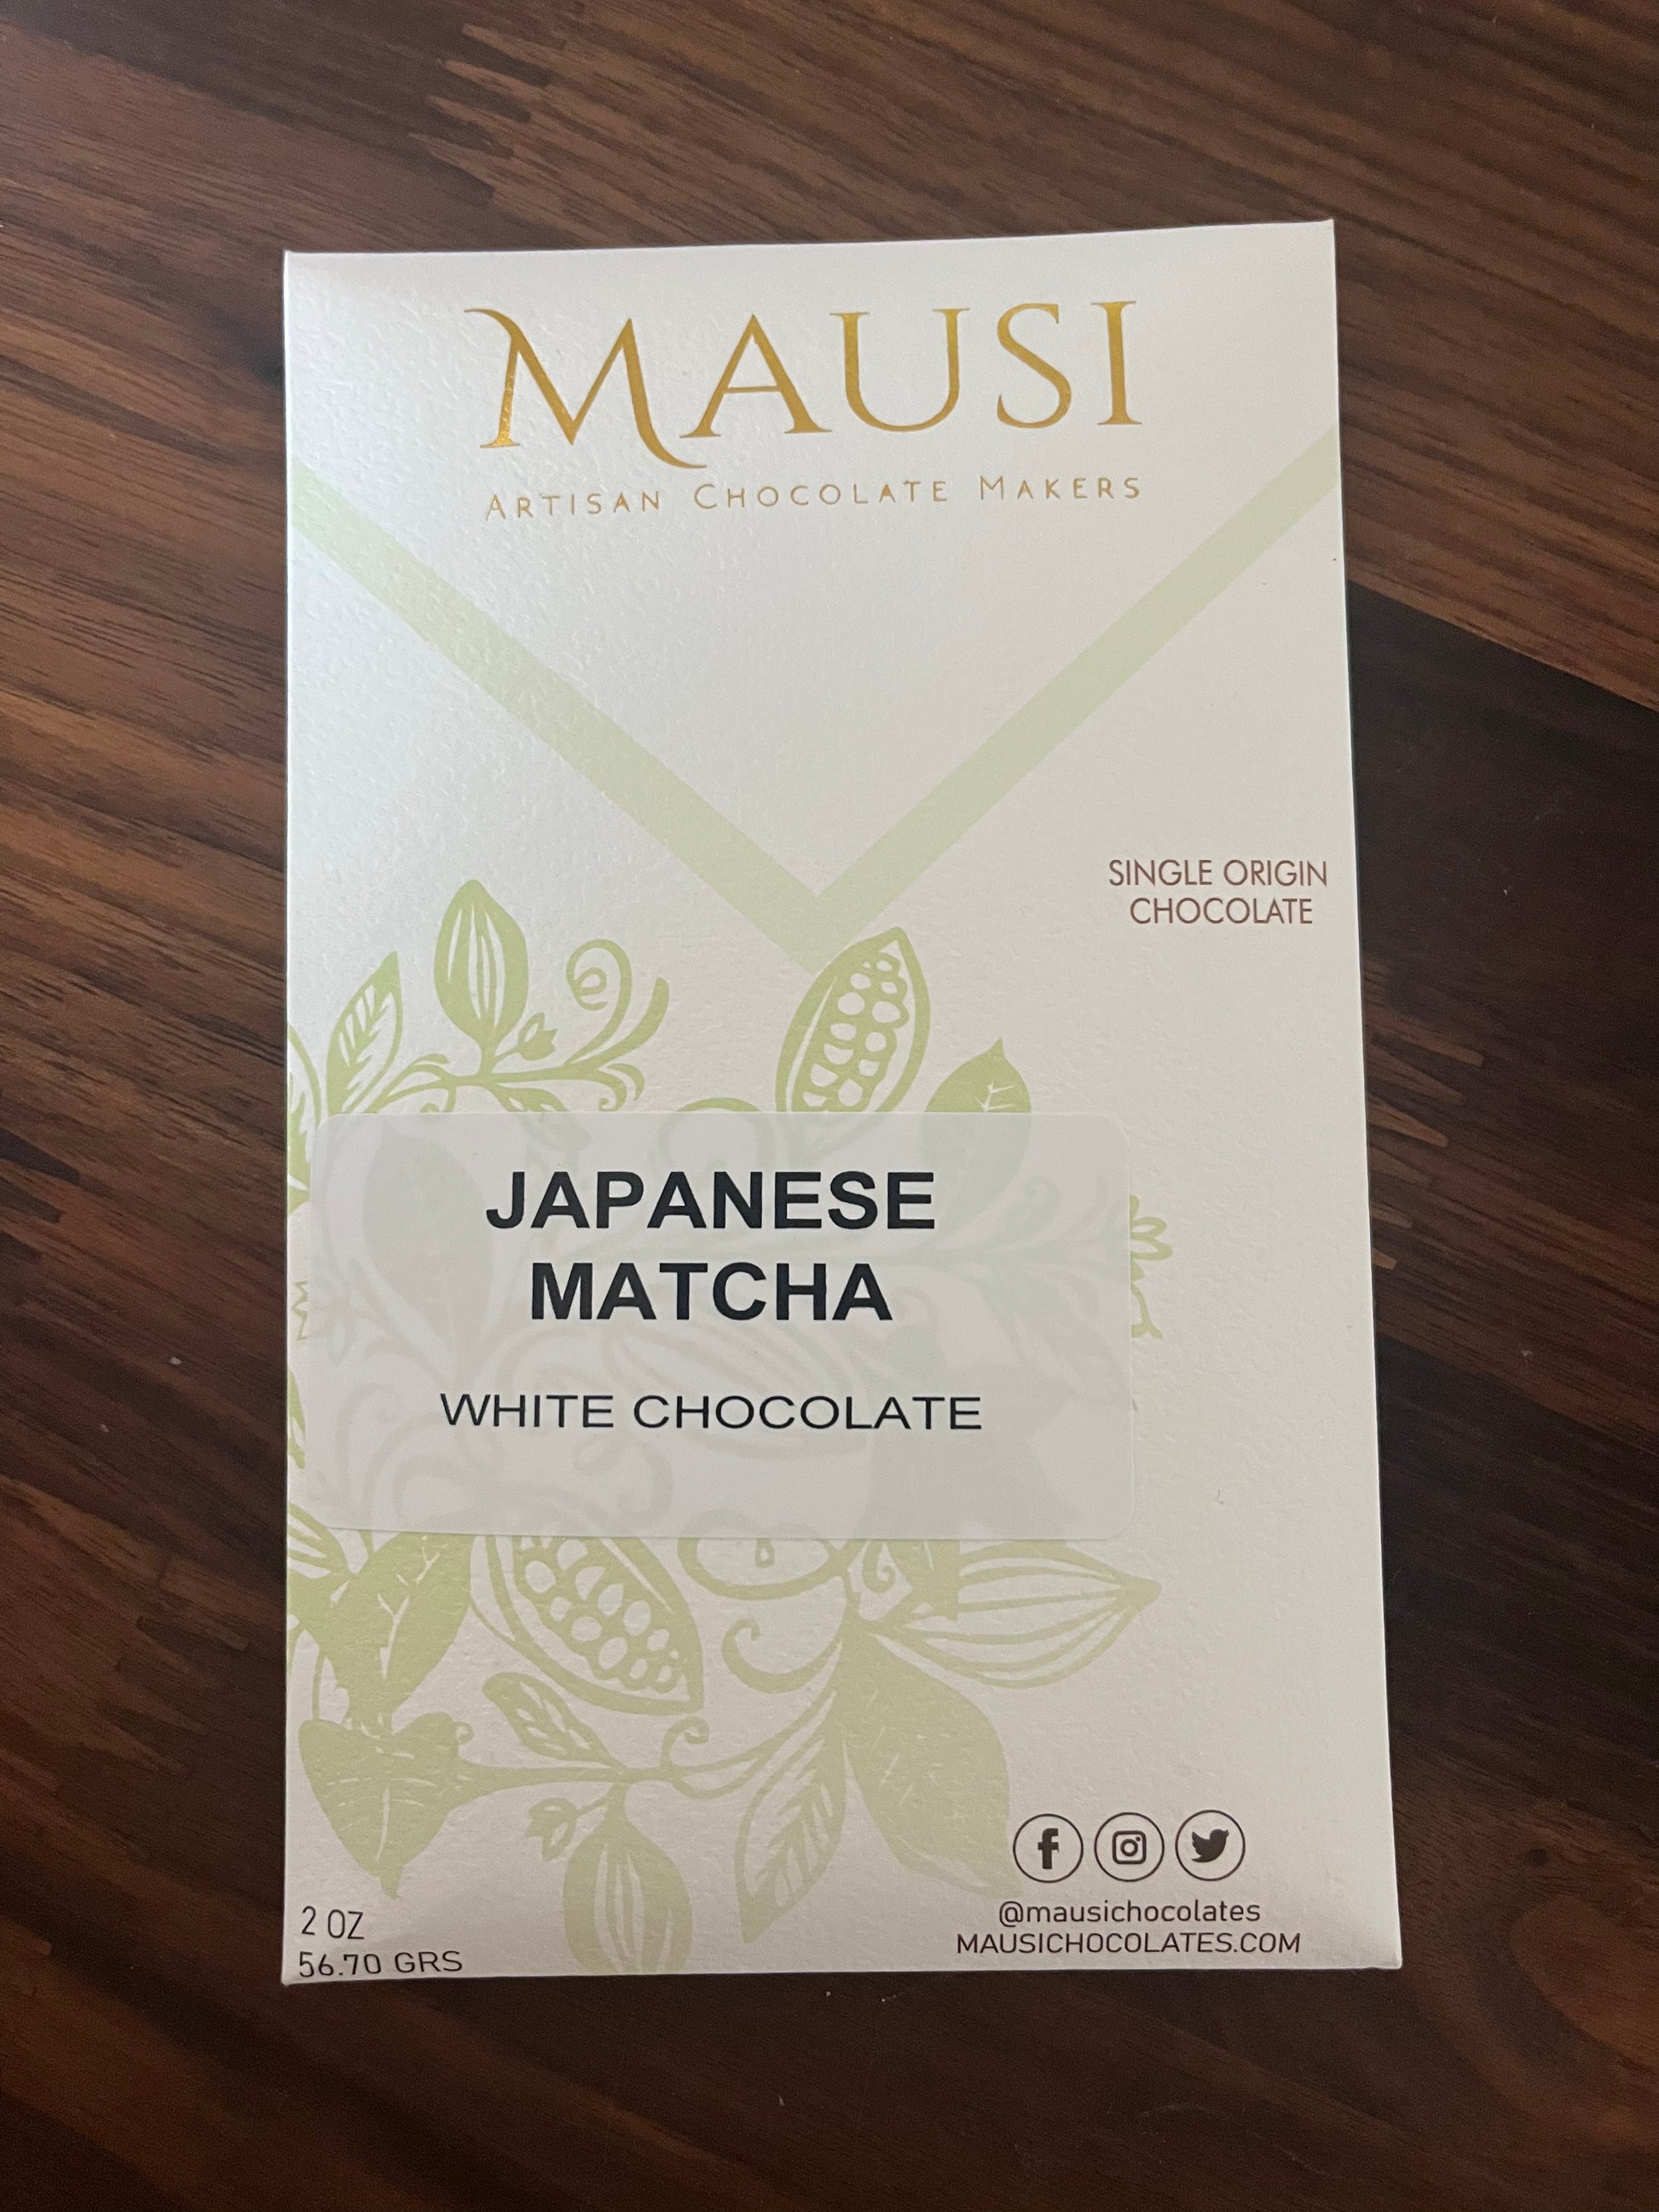 MAUSI
ARTISAN CHOCOLATE MAKERS
SINGLE ORIGIN
CHOCOLATE
JAPANESE
MATCHA
WHITE CHOCOLATE
2 OZ
56.70 GRS
@mausichocolates
MAUSICHOCOLATES.COM